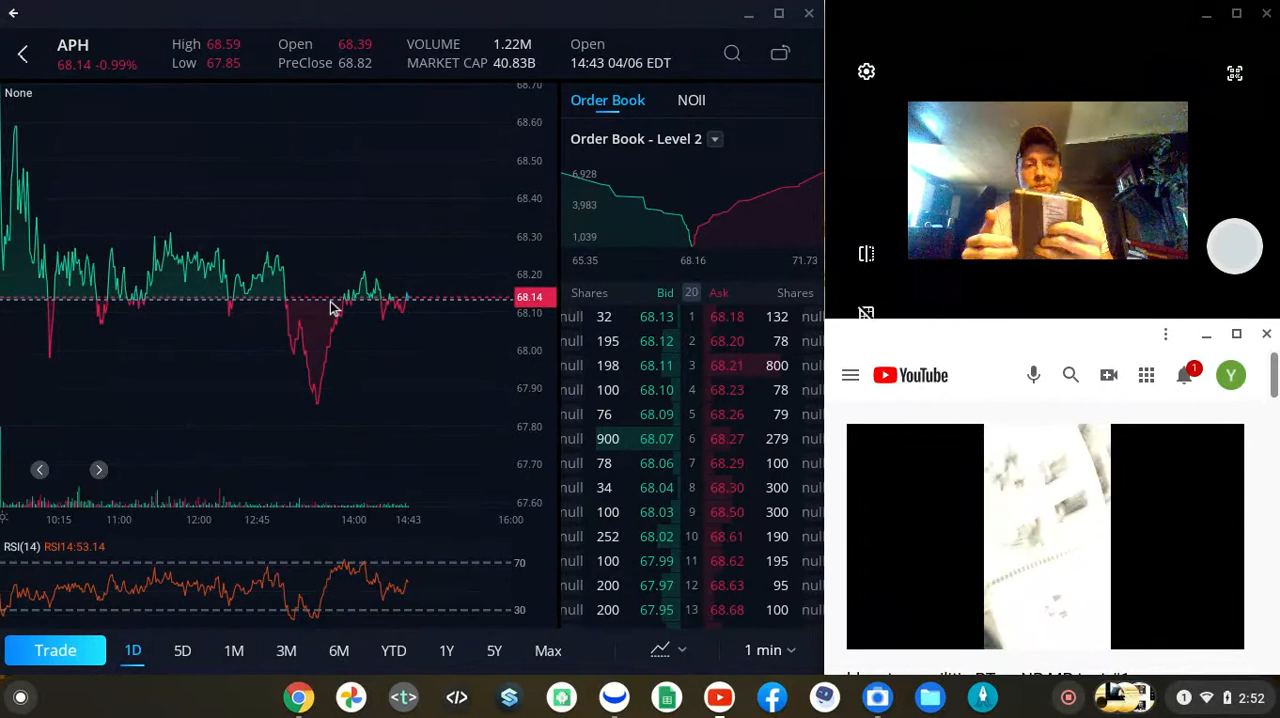 APH
68.14 -0.99%
High 68.59
Low 67.85
Open 68.39
PreClose 68.82
VOLUME 1.22M
MARKET CAP 40.83B
Open
14:43 04/06 EDT
None
68.70
68.60
68.50
68.40
68.30
68.20
68.14
68.10
68.00
67.90
67.80
67.70
67.60
10:15 11:00 12:00 12:45 14:00 14:43 16:00
RSI(14) RSI14:53.14
70
30
Trade 1D 5D 1M 3M 6M YTD 1Y 5Y Max 1 min
Order Book NOII
Order Book - Level 2
6,928
3,983
1,039
65.35 68.16 71.73
Shares Bid 20 Ask Shares
null 32 68.13 1 68.18 132 null
null 195 68.12 2 68.20 78 null
null 198 68.11 3 68.21 800 null
null 100 68.10 4 68.23 78 null
null 76 68.09 5 68.26 79 null
null 900 68.07 6 68.27 279 null
null 78 68.06 7 68.29 100 null
null 34 68.04 8 68.30 300 null
null 100 68.03 9 68.50 300 null
null 252 68.02 10 68.61 190 null
null 100 67.99 11 68.62 195 null
null 200 67.97 12 68.63 95 null
null 200 67.95 13 68.68 100 null
YouTube
1
Y
1
2:52